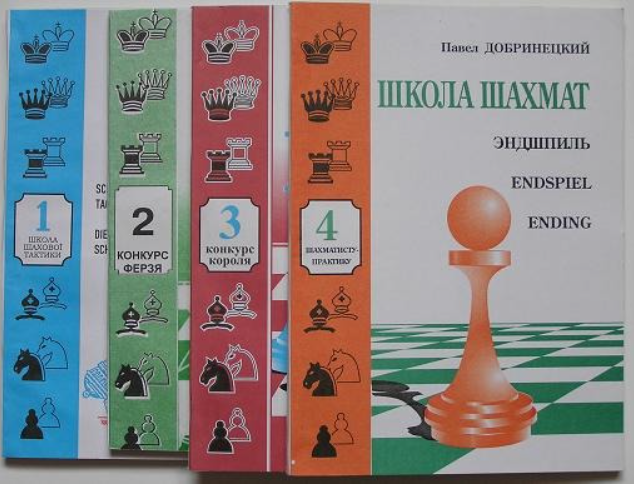 1
ШКОЛА
ШАХОВОЇ
ТАКТИКИ
2
КОНКУРС
ФЕРЗЯ
3
конкурс
короля
4
ШАХМАТИСТУ-
ПРАКТИКУ
Павел ДОБРИНЕЦКИЙ
ШКОЛА ШАХМАТ
ЭНДШПИЛЬ
ENDSPIEL
ENDING